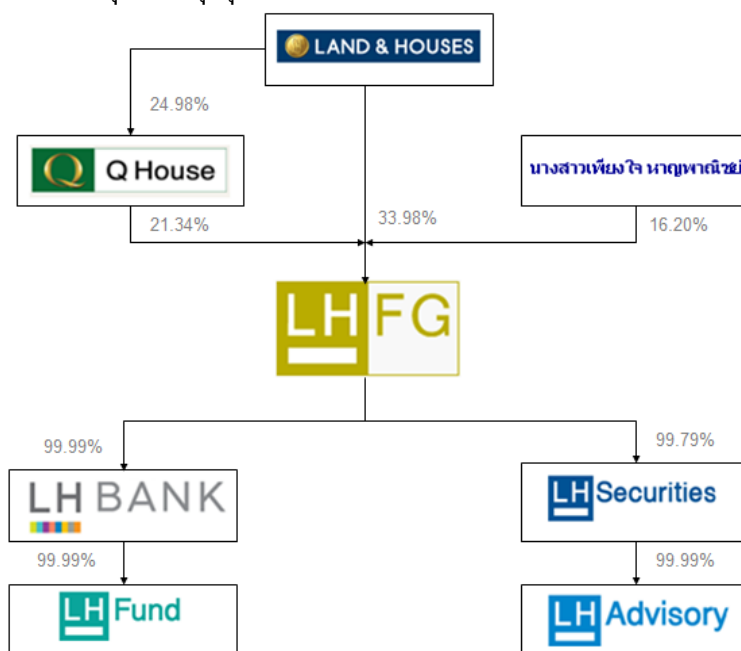 LAND & HOUSES
24.98%
Q Q House
นางสาวเพียงใจ หาญพาณิชย์
21.34%
33.98%
16.20%
LH FG
99.99%
99.79%
LH BANK
LH Securities
99.99%
99.99%
LH Fund
LH Advisory